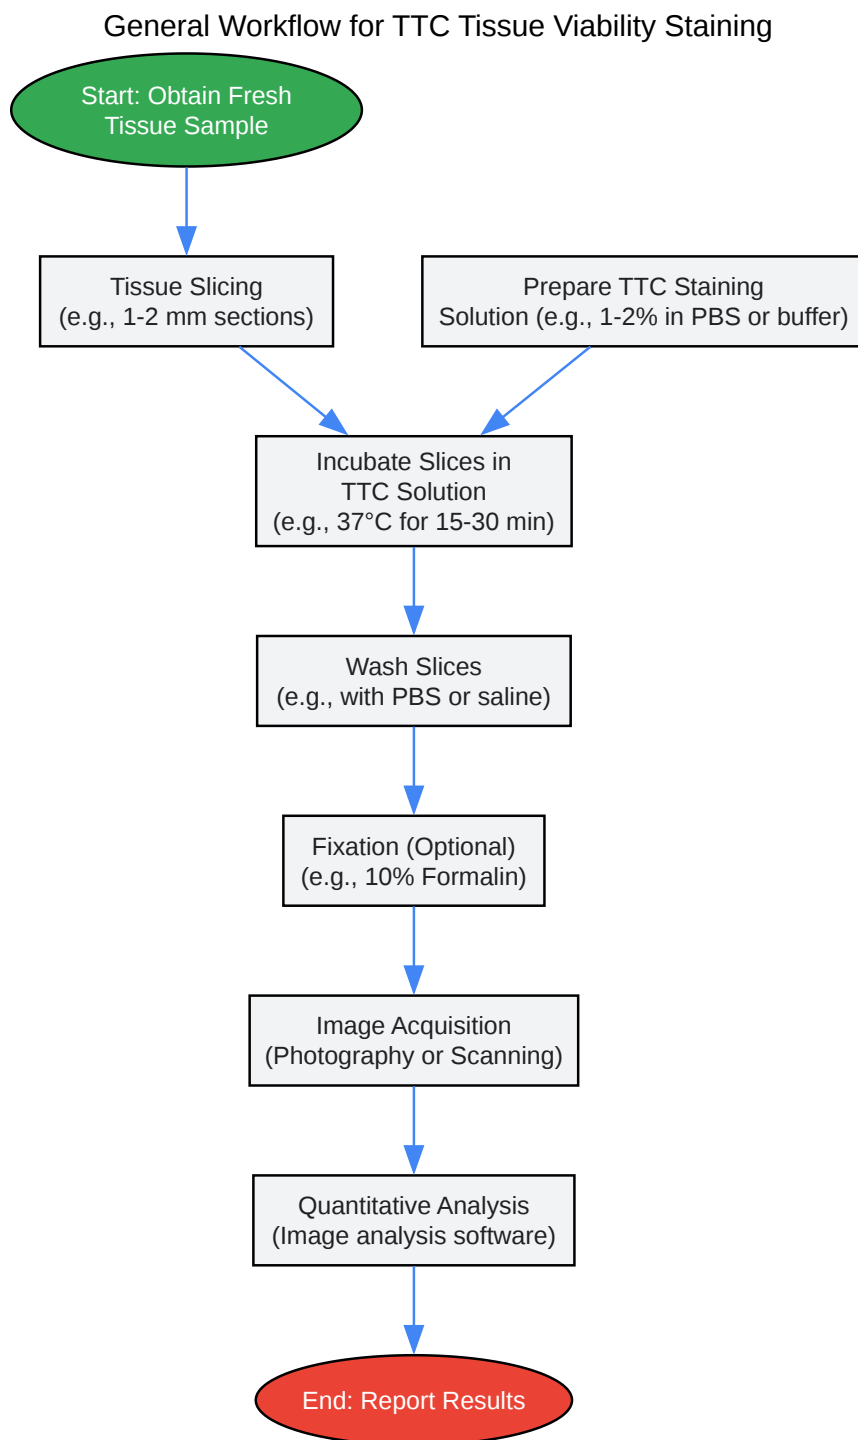 General Workflow for TTC Tissue Viability Staining
Start: Obtain Fresh
Tissue Sample
Tissue Slicing
(e.g., 1-2 mm sections)
Prepare TTC Staining
Solution (e.g., 1-2% in PBS or buffer)
Incubate Slices in
TTC Solution
(e.g., 37°C for 15-30 min)
Wash Slices
(e.g., with PBS or saline)
Fixation (Optional)
(e.g., 10% Formalin)
Image Acquisition
(Photography or Scanning)
Quantitative Analysis
(Image analysis software)
End: Report Results